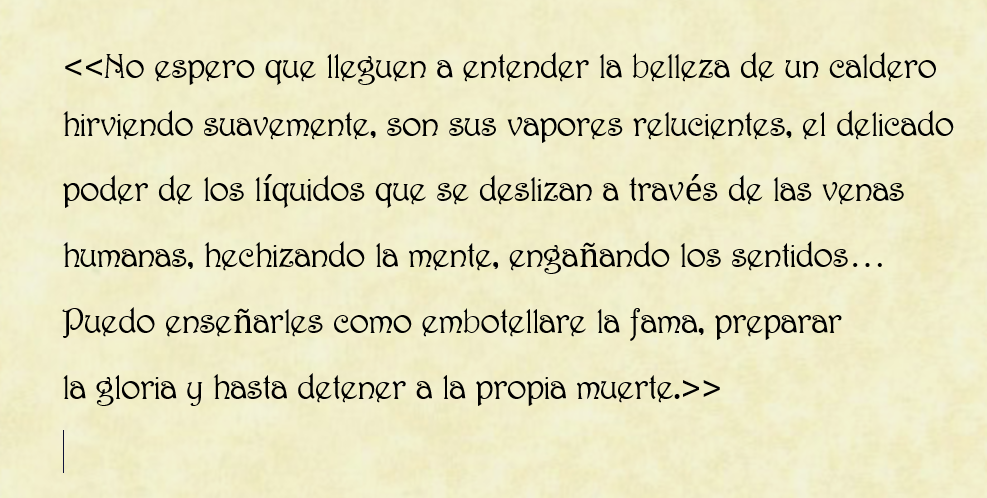 <<No espero que lleguen a entender la belleza de un caldero
hirviendo suavemente, son sus vapores relucientes, el delicado
poder de los líquidos que se deslizan a través de las venas
humanas, hechizando la mente, engañando los sentidos...
Puedo enseñarles como embotellare la fama, preparar
la gloria y hasta detener a la propia muerte.>>